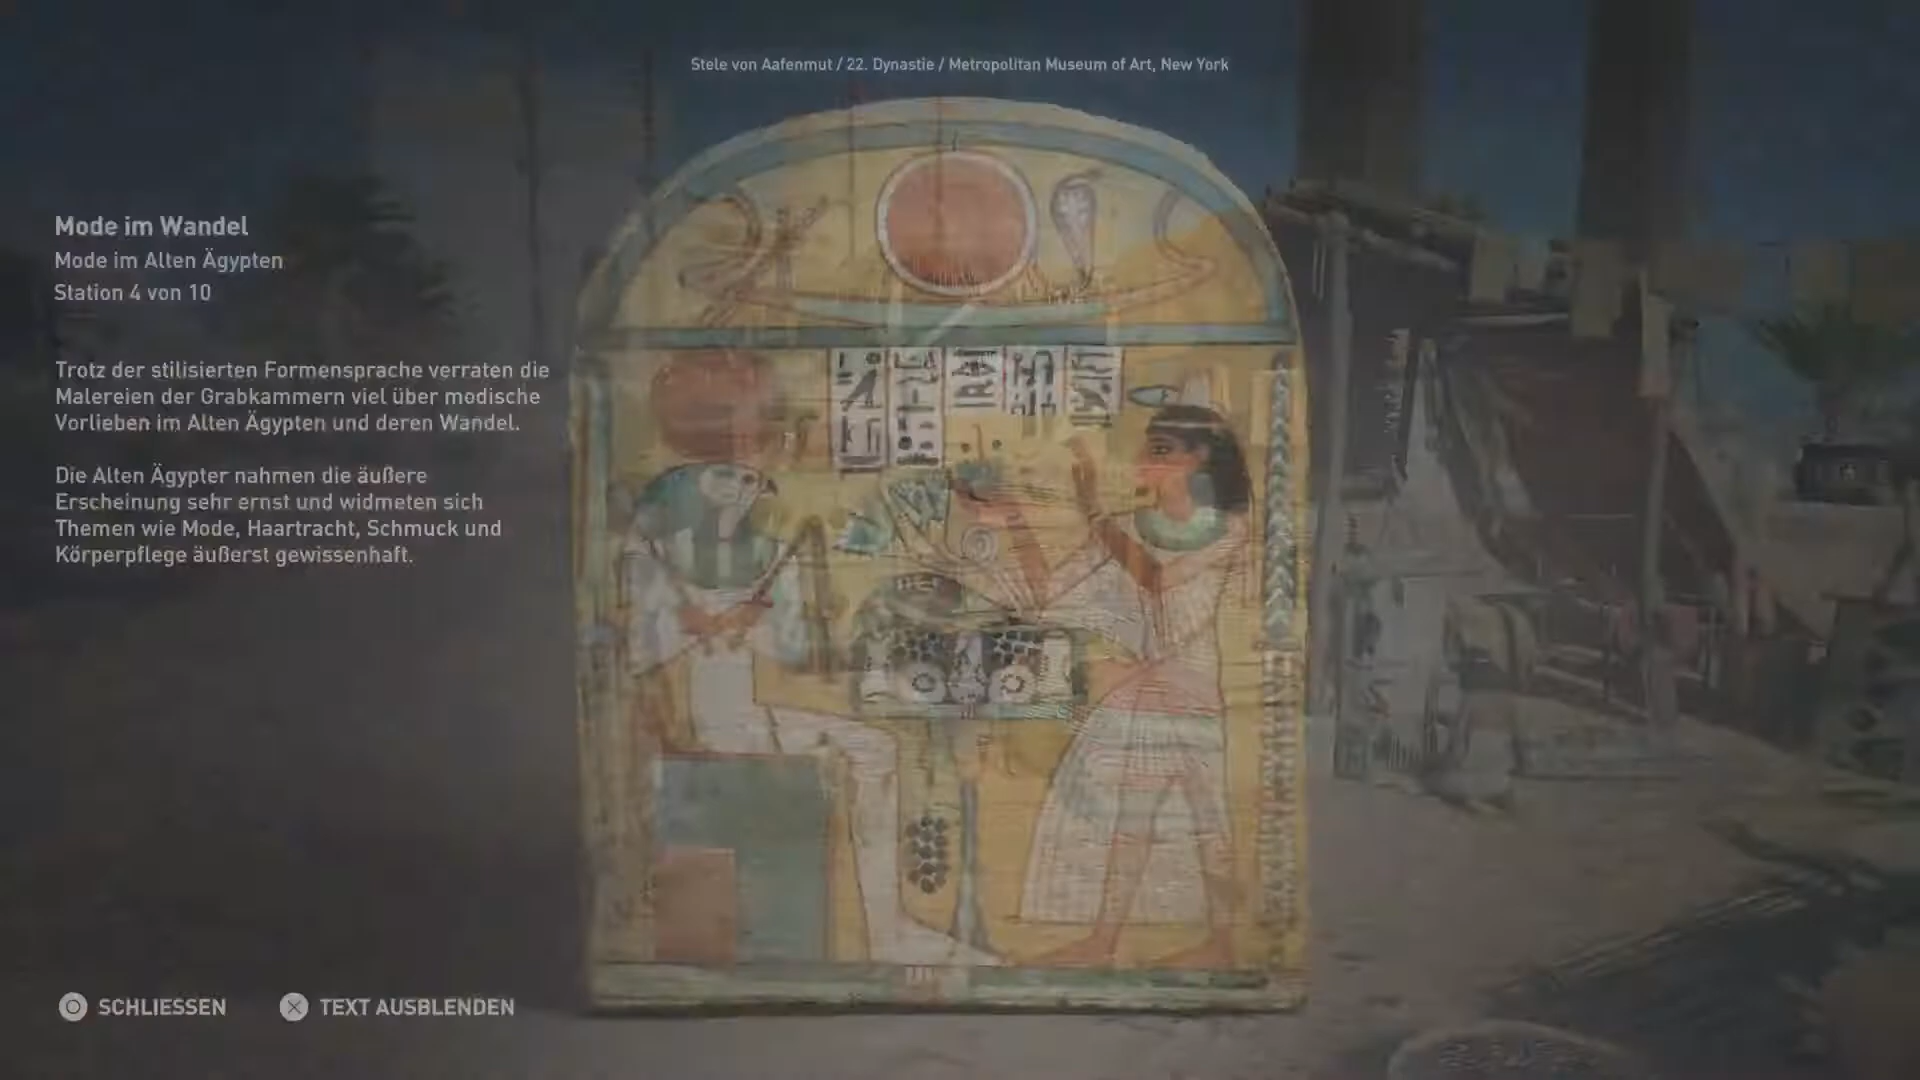 Stele von Aafenmut / 22. Dynastie / Metropolitan Museum of Art, New York
Mode im Wandel
Mode im Alten Ägypten
Station 4 von 10
Trotz der stilisierten Formensprache verraten die
Malereien der Grabkammern viel über modische
Vorlieben im Alten Ägypten und deren Wandel.
Die Alten Ägypter nahmen die äußere
Erscheinung sehr ernst und widmeten sich
Themen wie Mode, Haartracht, Schmuck und
Körperpflege äußerst gewissenhaft.
SCHLIESSEN
TEXT AUSBLENDEN